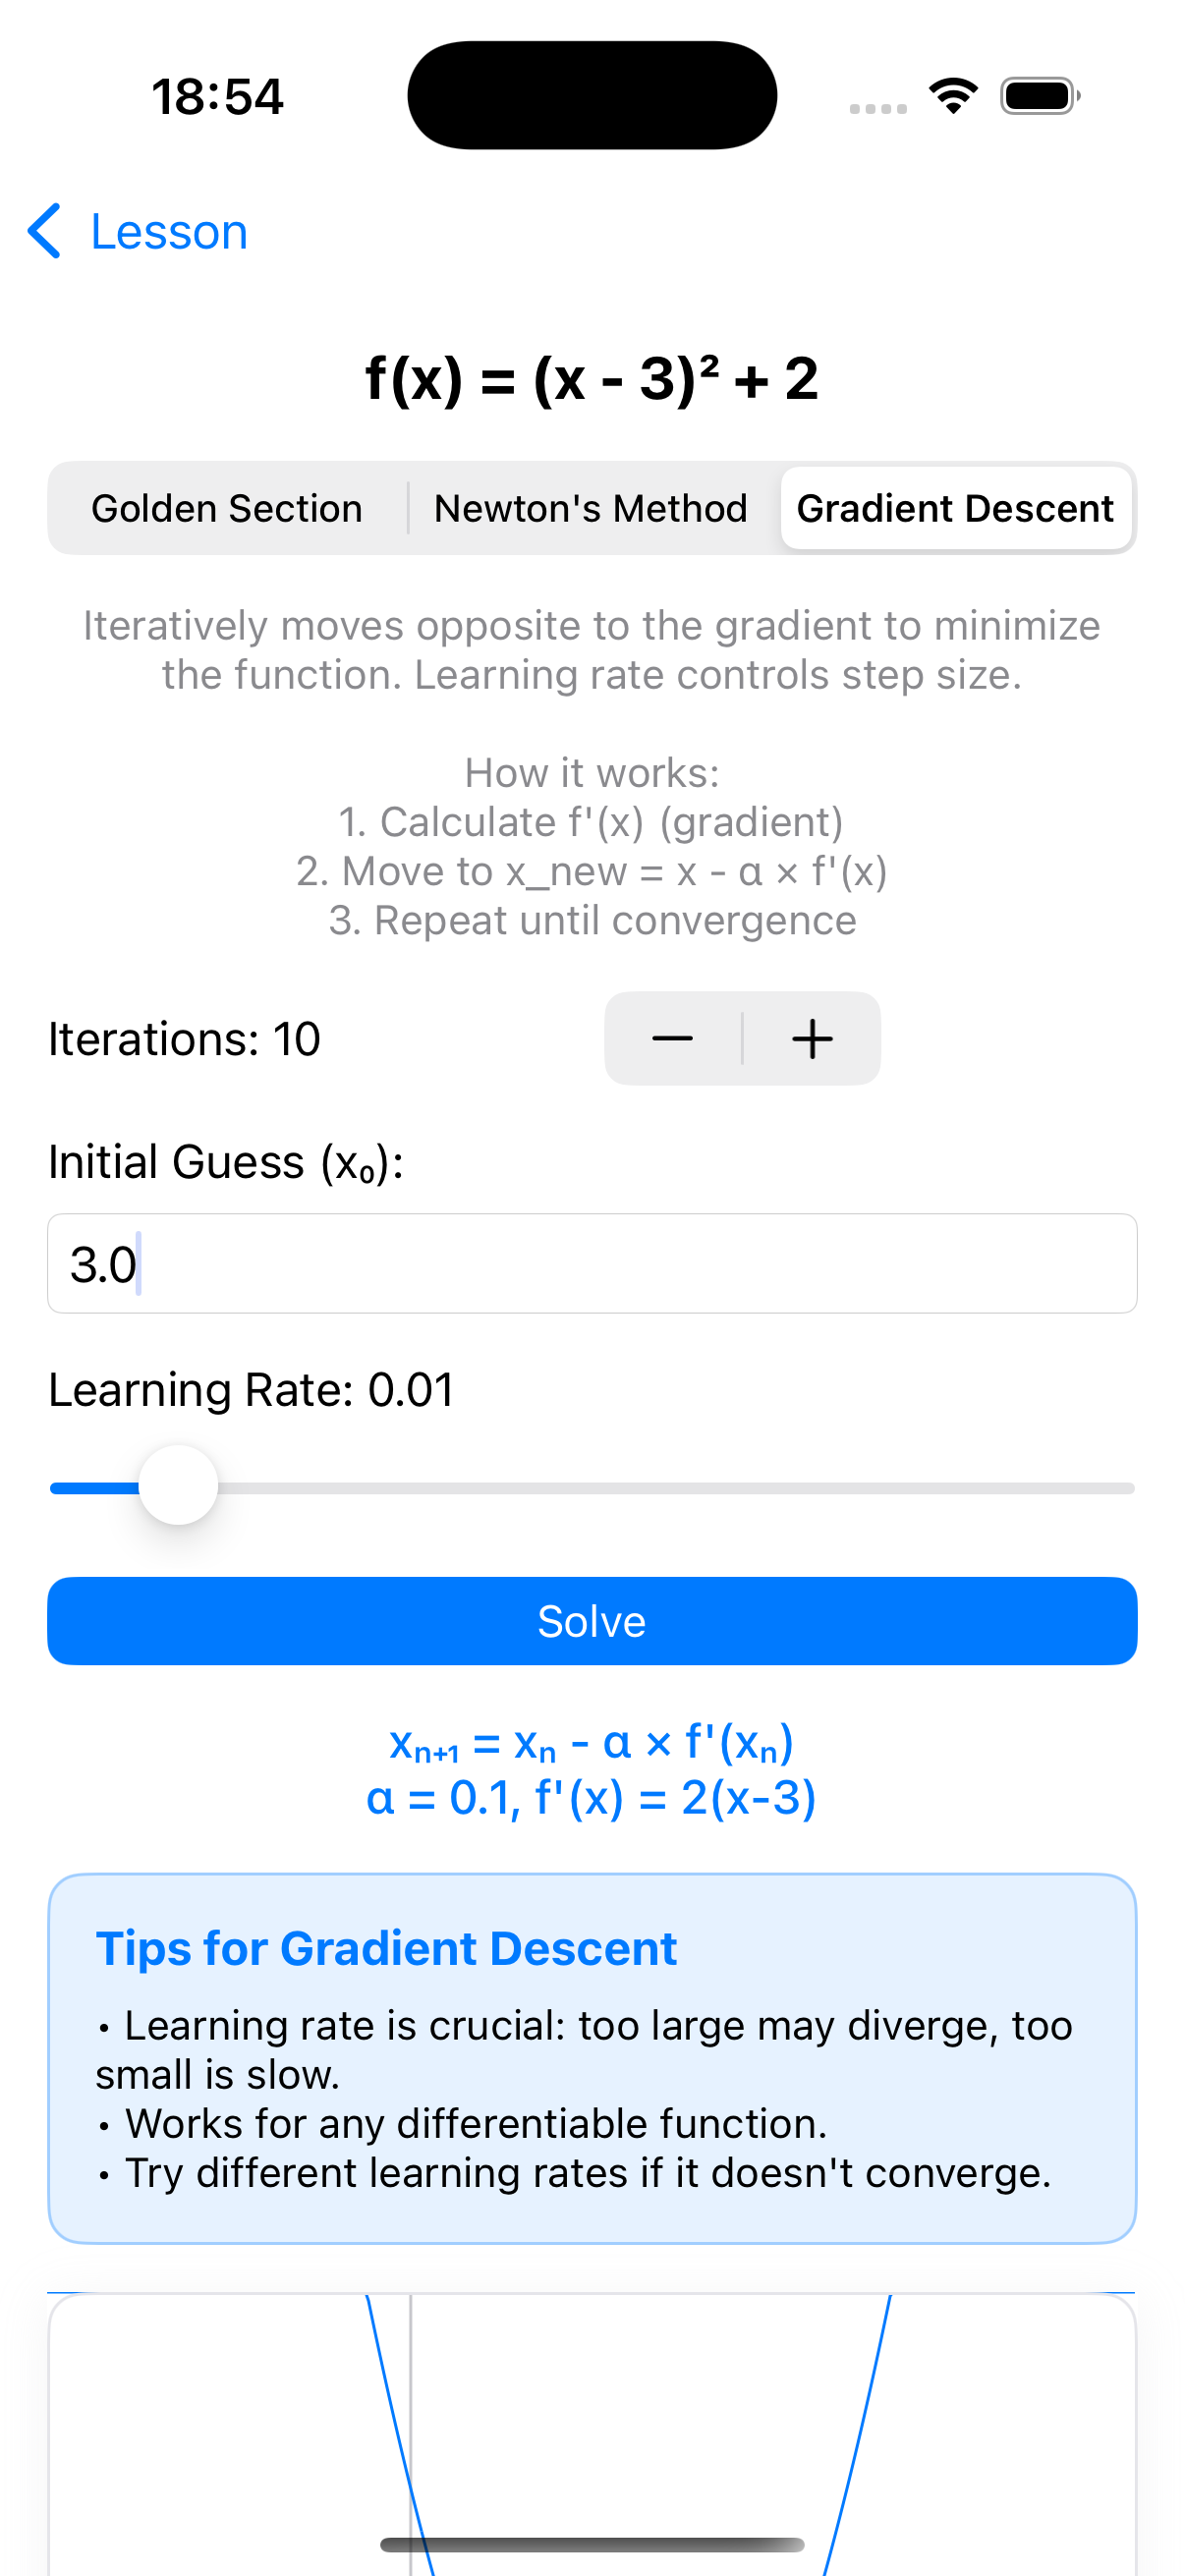 18:54
Lesson
f(x) = (x - 3)² + 2
Golden Section
Newton's Method
Gradient Descent
Iteratively moves opposite to the gradient to minimize
the function. Learning rate controls step size.
How it works:
1. Calculate f'(x) (gradient)
2. Move to x_new = x - α × f'(x)
3. Repeat until convergence
Iterations: 10
Initial Guess (x₀):
3.0
Learning Rate: 0.01
Solve
xₙ₊₁ = xₙ - α × f'(xₙ)
α = 0.1, f'(x) = 2(x-3)
Tips for Gradient Descent
• Learning rate is crucial: too large may diverge, too
small is slow.
• Works for any differentiable function.
• Try different learning rates if it doesn't converge.